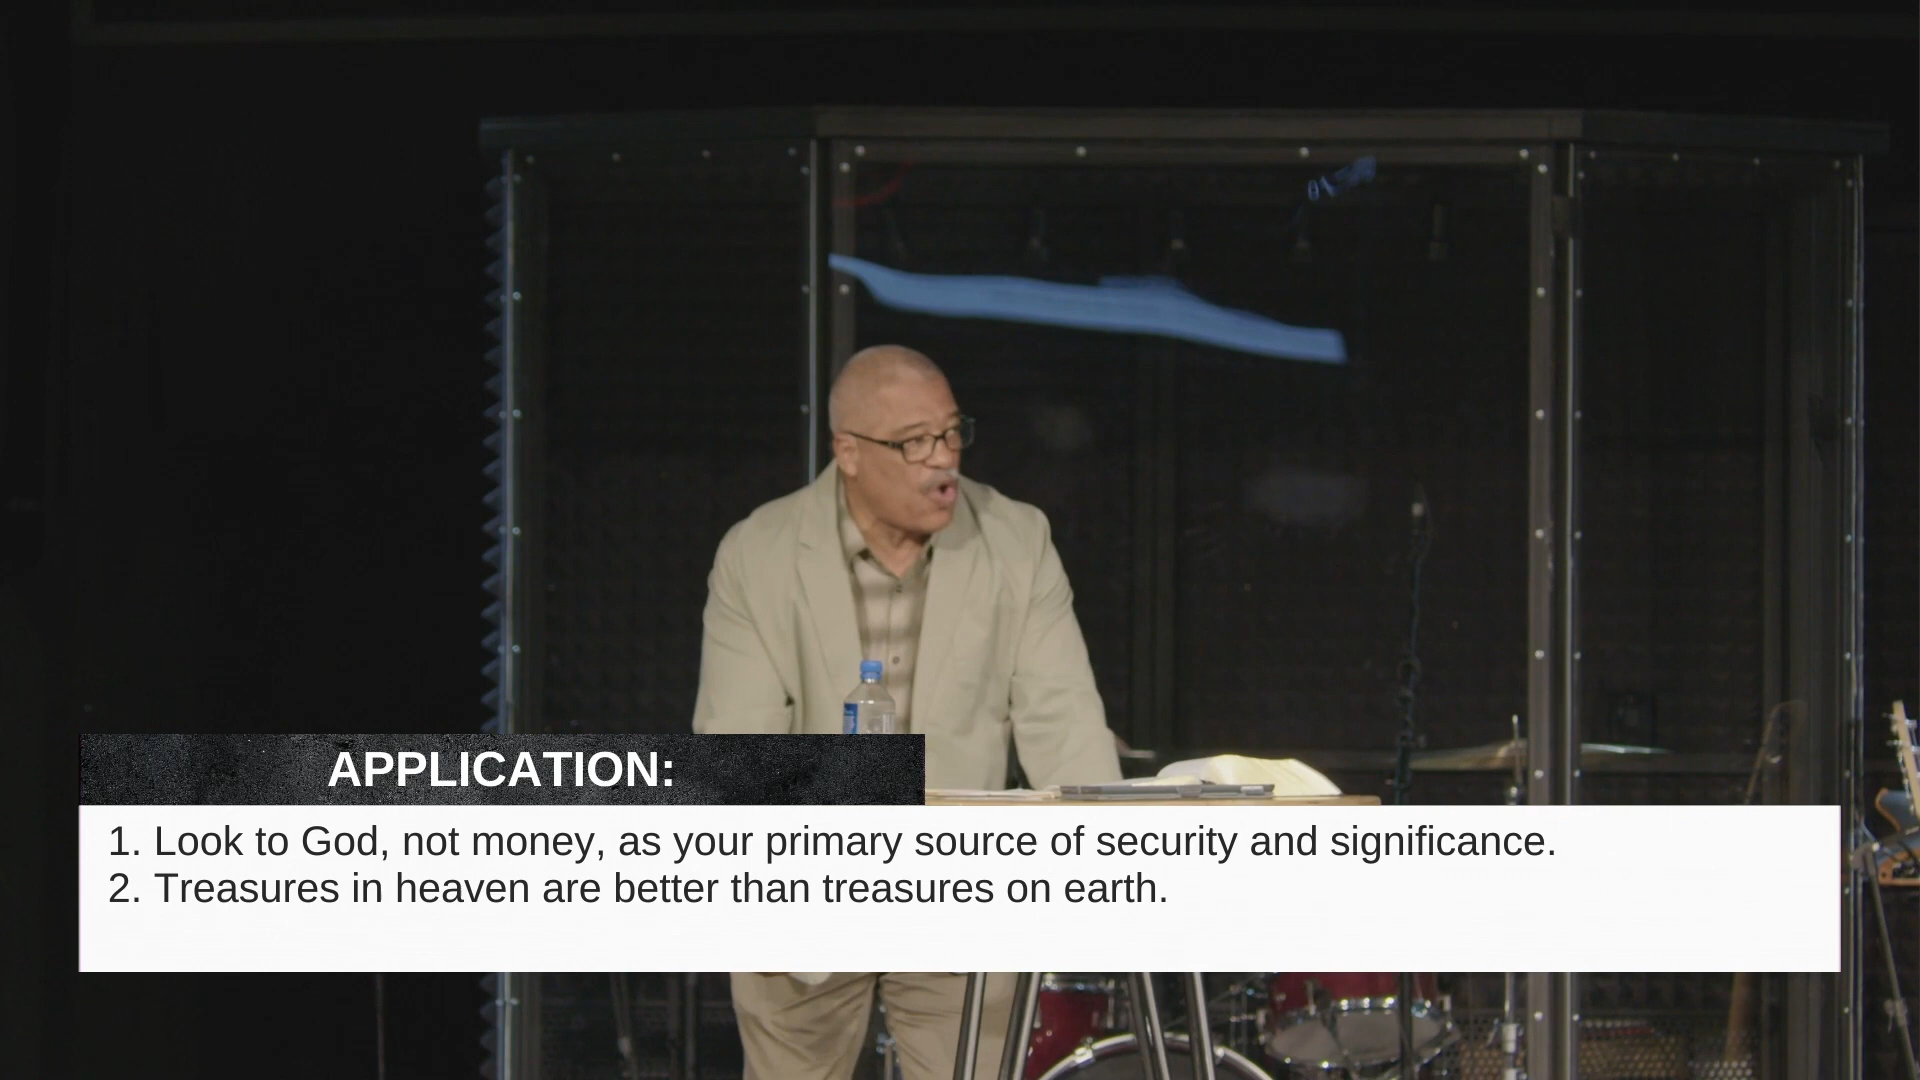 APPLICATION:
1. Look to God, not money, as your primary source of security and significance.
2. Treasures in heaven are better than treasures on earth.